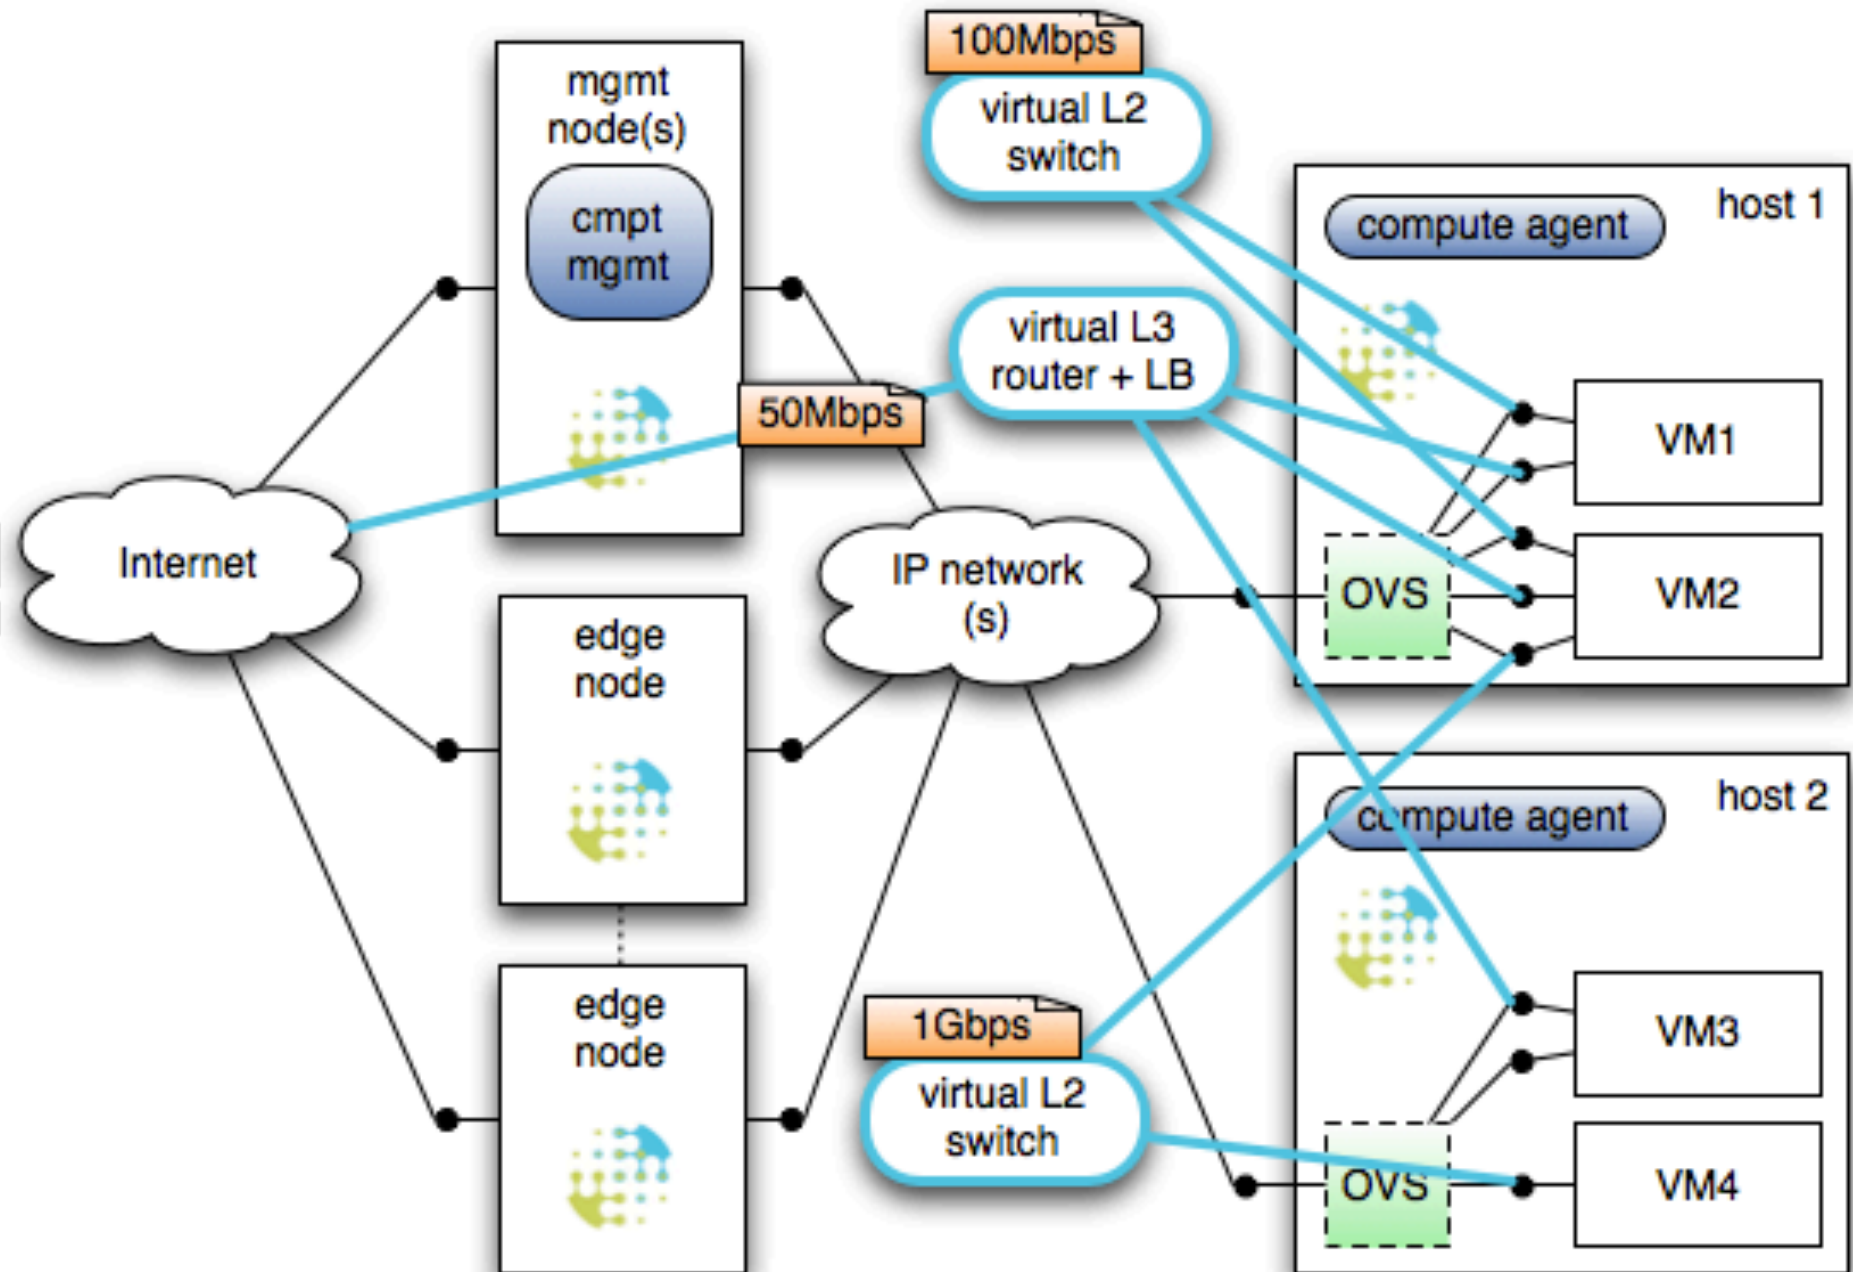 100Mbps
virtual L2
switch
mgmt
node(s)
cmpt
mgmt
host 1
compute agent
virtual L3
router + LB
50Mbps
VM1
Internet
IP network
(s)
OVS
VM2
edge
node
host 2
compute agent
edge
node
1Gbps
virtual L2
switch
VM3
OVS
VM4